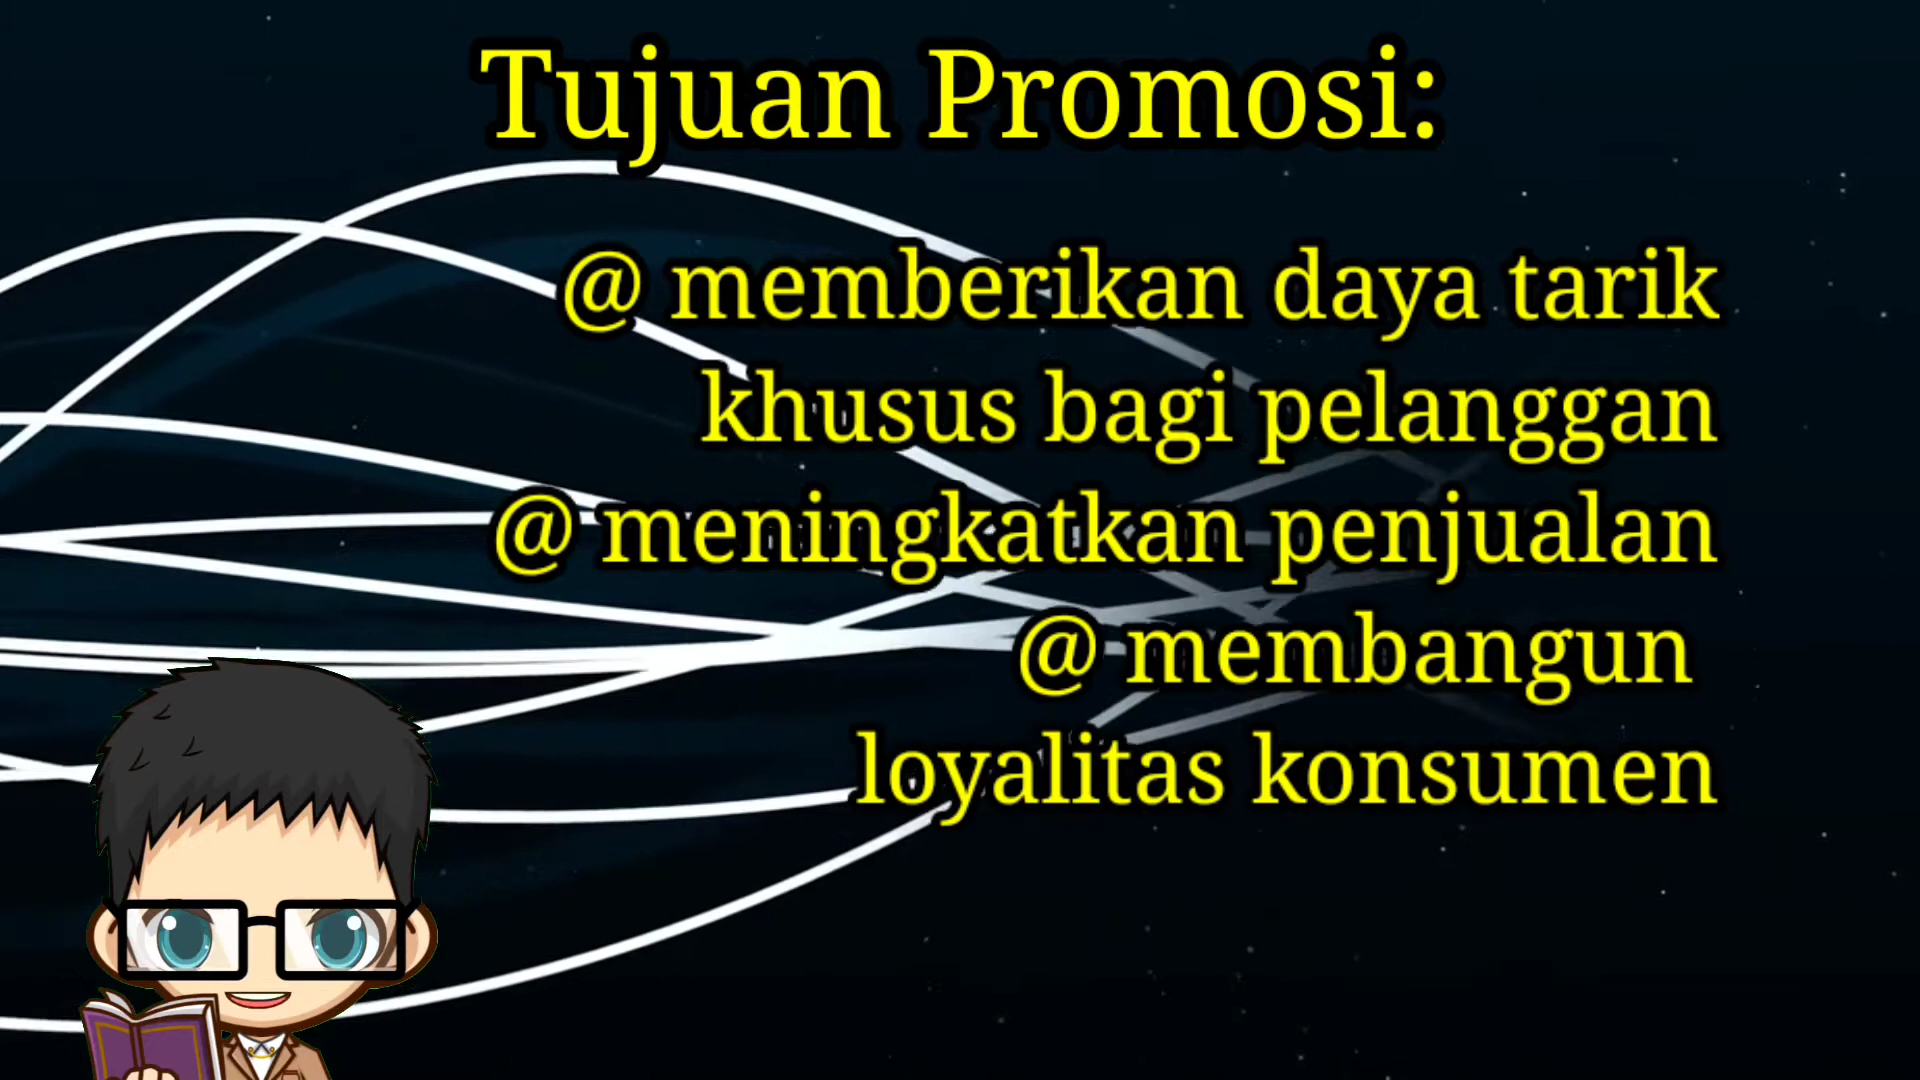 Tujuan Promosi:
@ memberikan daya tarik
khusus bagi pelanggan
@ meningkatkan penjualan
@ membangun
loyalitas konsumen